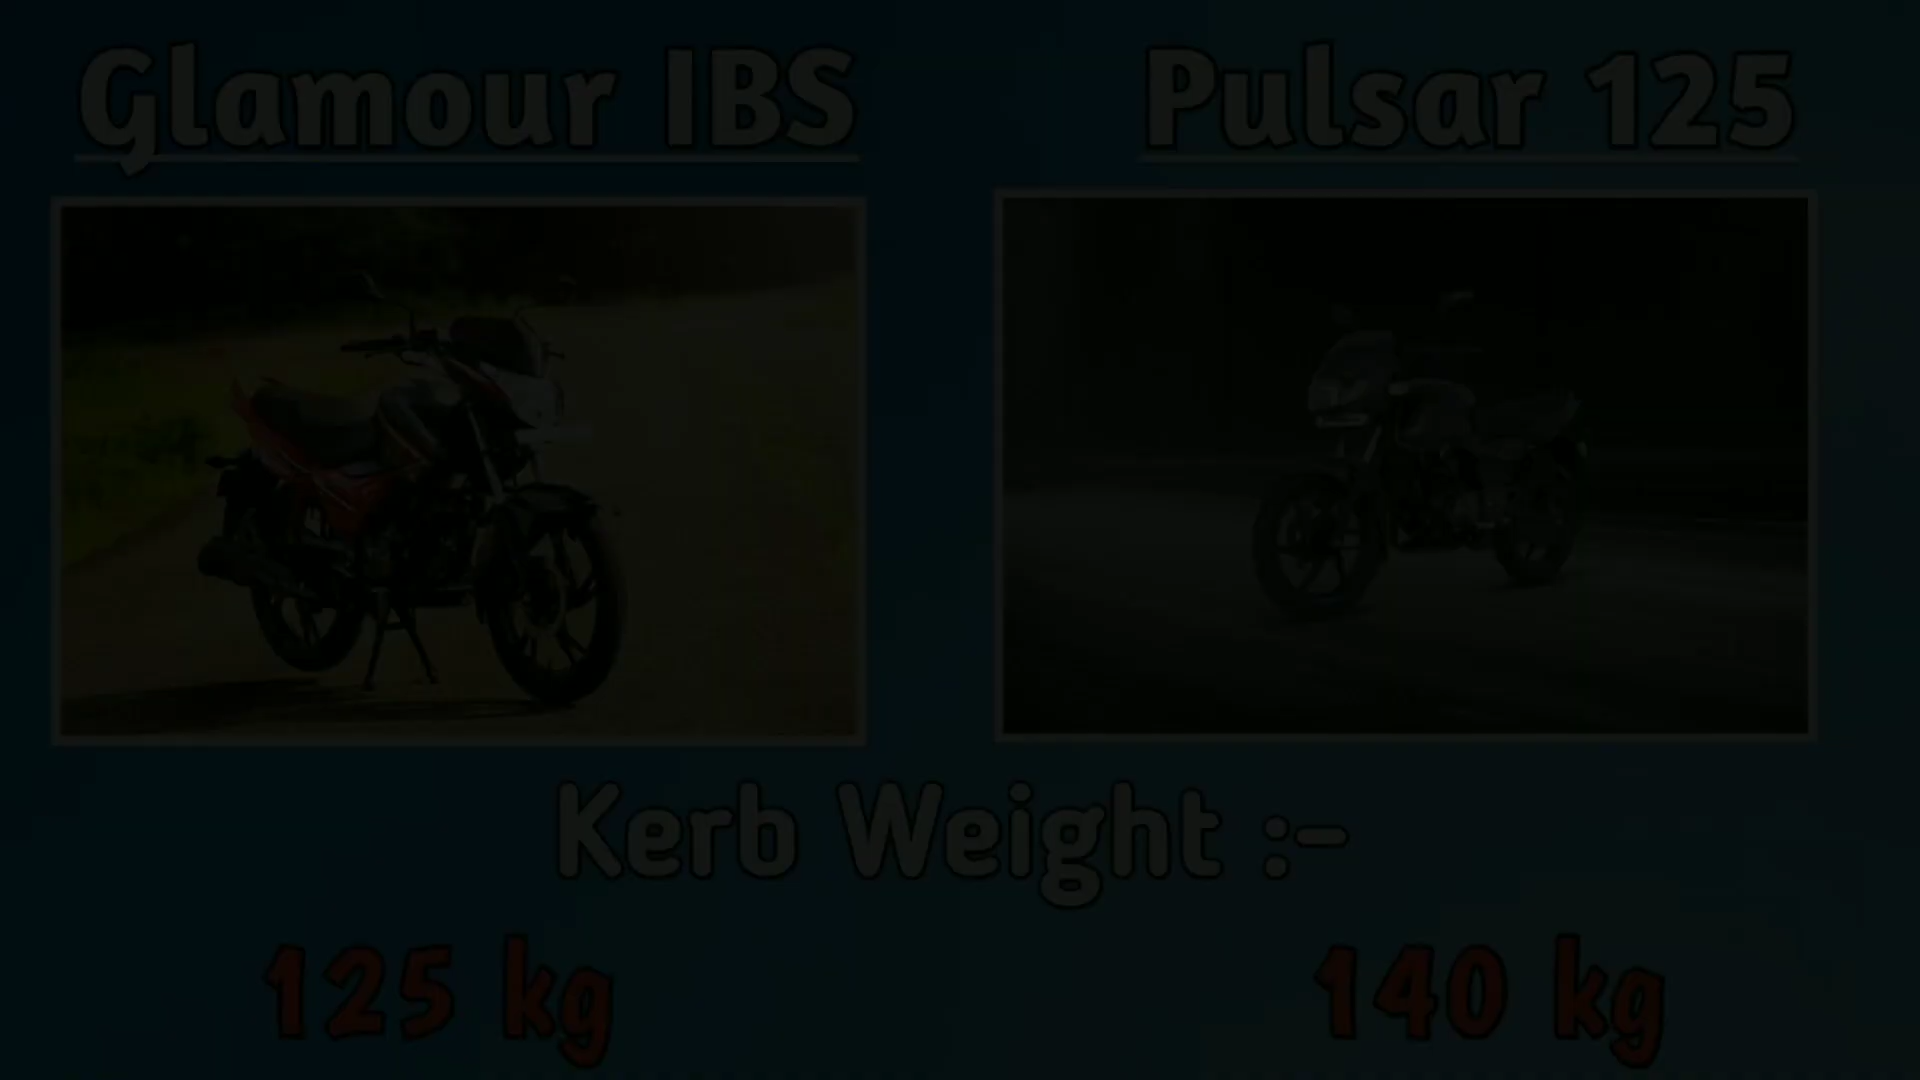 Glamour IBS
Pulsar 125
Kerb Weight :-
125 kg
140 kg